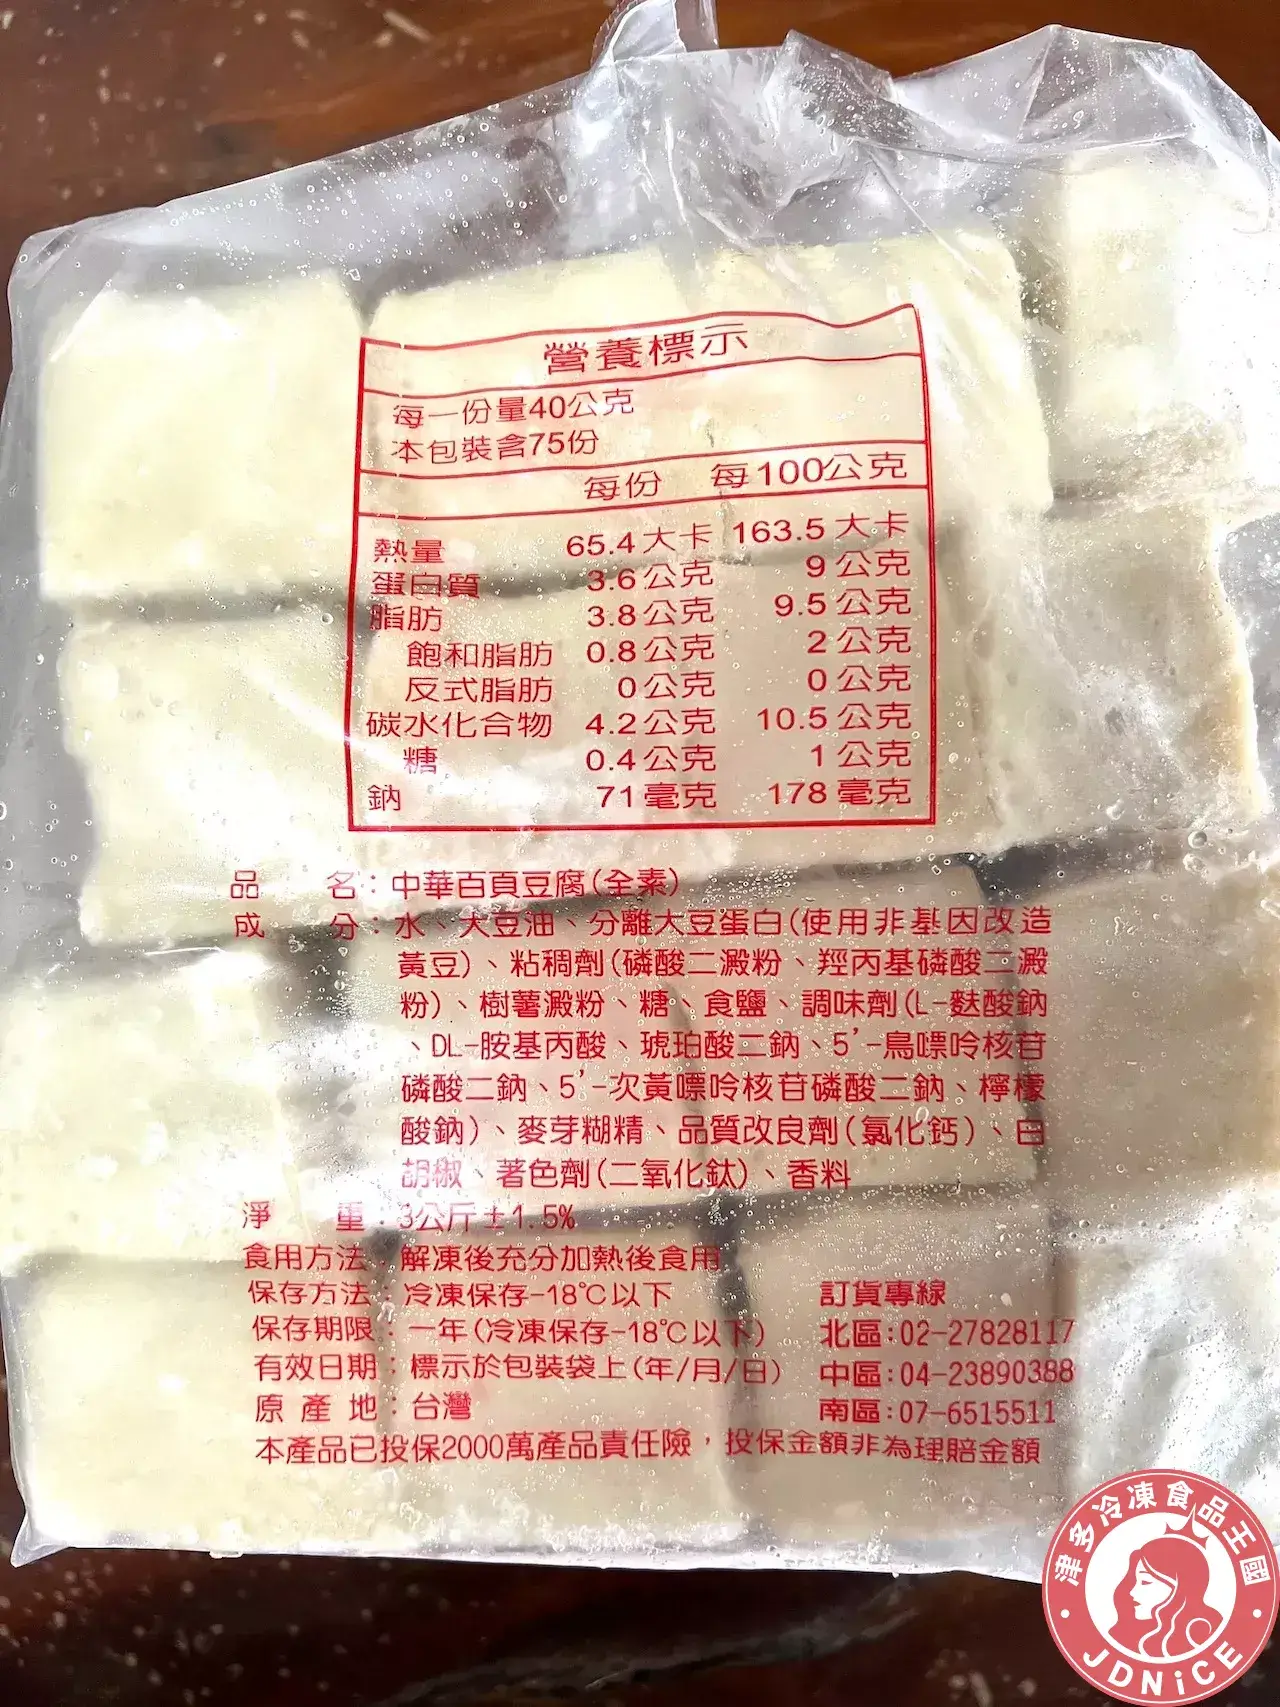 營養標示
每一份量40公克
本包裝含75份
每份 每100公克
熱量 65.4大卡 163.5大卡
蛋白質 3.6公克 9公克
脂肪 3.8公克 9.5公克
飽和脂肪 0.8公克 2公克
反式脂肪 0公克 0公克
碳水化合物 4.2公克 10.5公克
糖 0.4公克 1公克
鈉 71毫克 178毫克
品名：中華百頁豆腐(全素)
成分：水、大豆油、分離大豆蛋白(使用非基因改造
黃豆)、粘稠劑(磷酸二澱粉、羥丙基磷酸二澱
粉)、樹薯澱粉、糖、食鹽、調味劑(L-麩酸鈉
、DL-胺基丙酸、琥珀酸二鈉、5'-鳥嘌呤核苷
磷酸二鈉、5'-次黃嘌呤核苷磷酸二鈉、檸檬
酸鈉)、麥芽糊精、品質改良劑(氯化鈣)、白
胡椒、著色劑(二氧化鈦)、香料
淨重：3公斤±1.5%
食用方法：解凍後充分加熱後食用
保存方法：冷凍保存-18℃以下
保存期限：一年(冷凍保存-18℃以下)
有效日期：標示於包裝袋上(年/月/日)
原產地：台灣
訂貨專線
北區：02-27828117
中區：04-23890388
南區：07-6515511
本產品已投保2000萬產品責任險，投保金額非為理賠金額
津多冷凍食品王國
JDNiCE